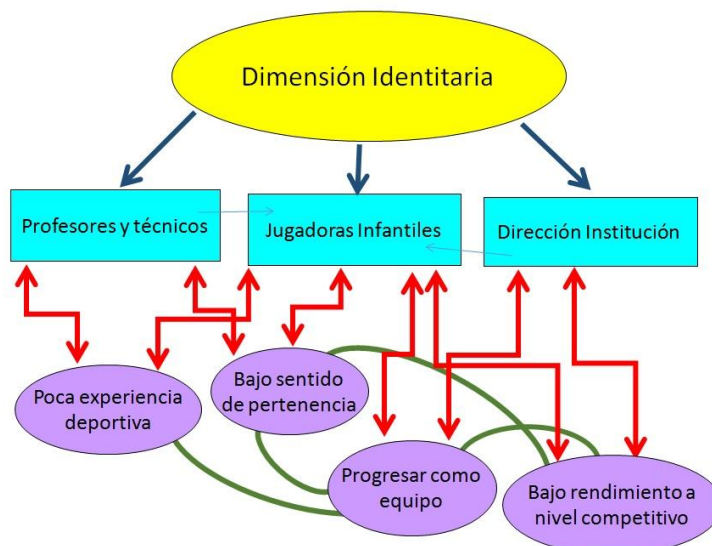 Dimensión Identitaria
Profesores y técnicos
Jugadoras Infantiles
Dirección Institución
Poca experiencia
deportiva
Bajo sentido
de pertenencia
Progresar como
equipo
Bajo rendimiento a
nivel competitivo